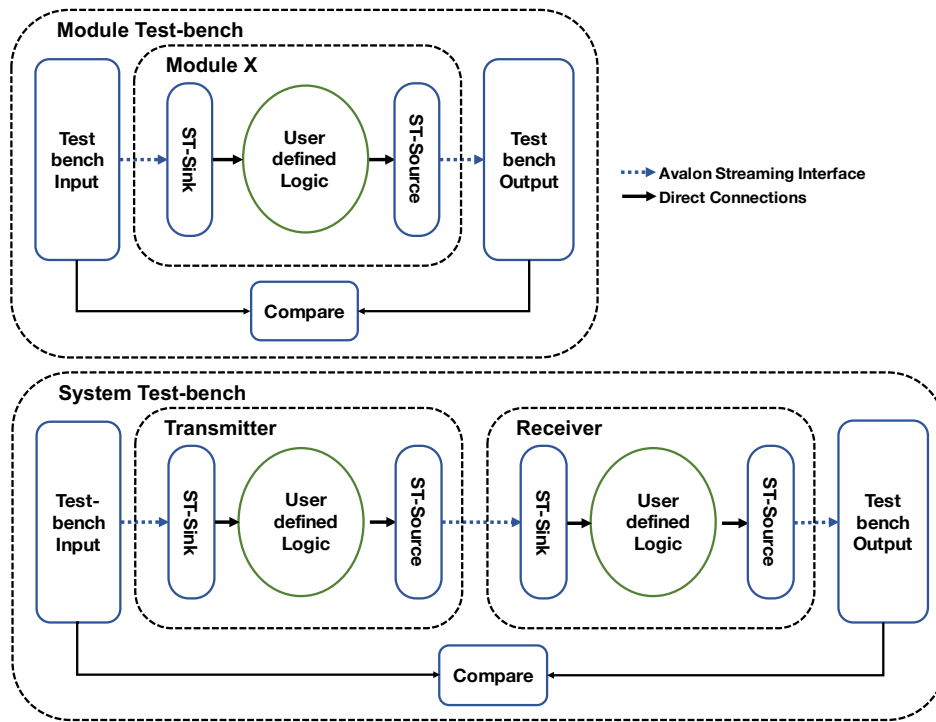 Module Test-bench
Module X
Test
bench
Input
ST-Sink
User
defined
Logic
ST-Source
Test
bench
Output
Compare
Avalon Streaming Interface
Direct Connections
System Test-bench
Transmitter
Receiver
Test-
bench
Input
ST-Sink
User
defined
Logic
ST-Source
ST-Sink
User
defined
Logic
ST-Source
Test
bench
Output
Compare